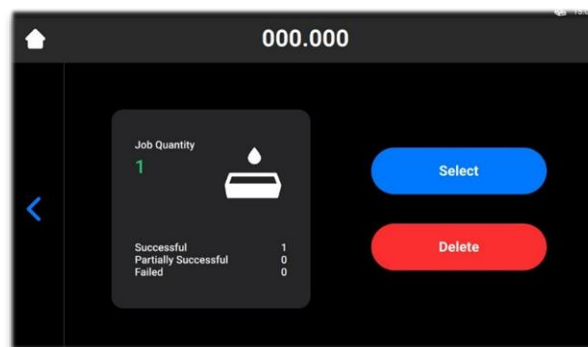 000.000
Job Quantity
1
Select
Delete
Successful 1
Partially Successful 0
Failed 0